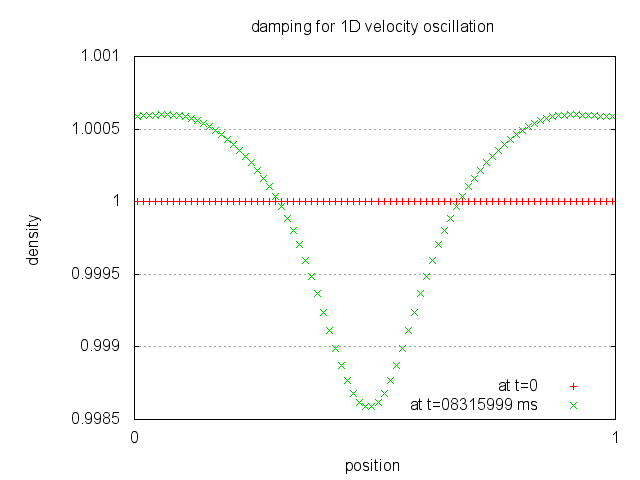 damping for 1D velocity oscillation
1.001
1.0005
1
0.9995
0.999
0.9985
density
at t=0
at t=08315999 ms
0
1
position